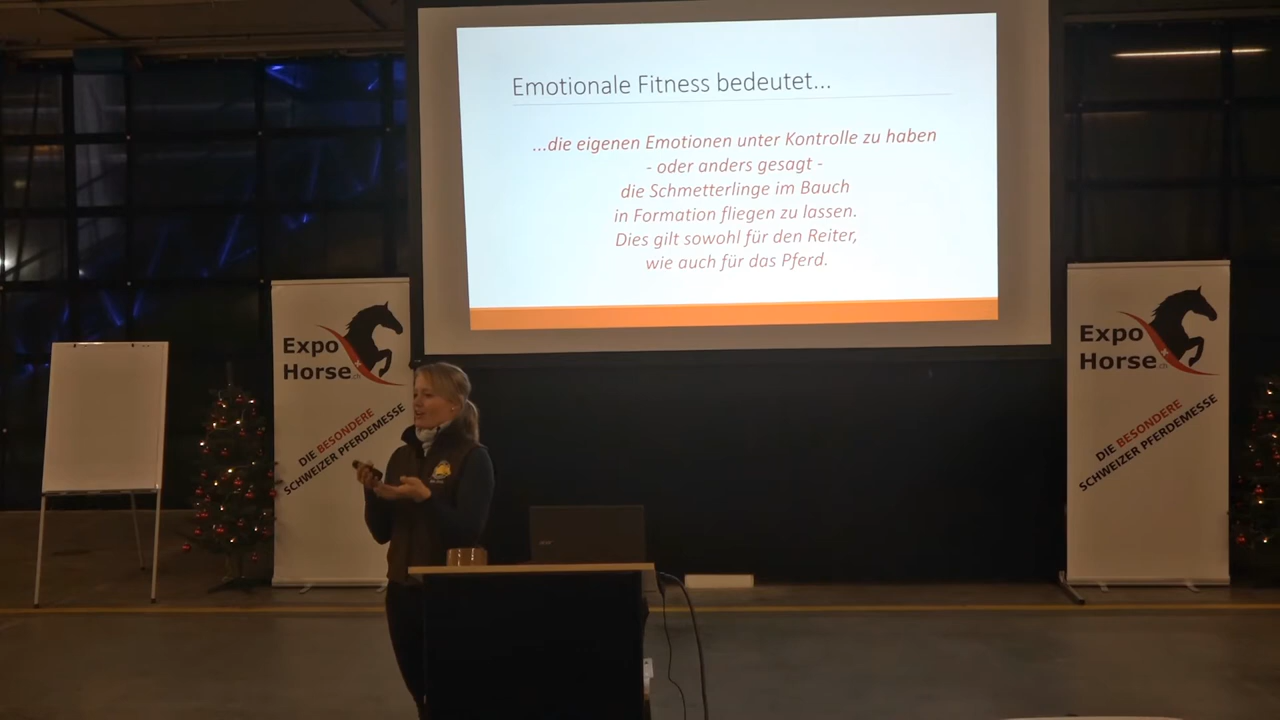 Emotionale Fitness bedeutet...
...die eigenen Emotionen unter Kontrolle zu haben
- oder anders gesagt -
die Schmetterlinge im Bauch
in Formation fliegen zu lassen.
Dies gilt sowohl für den Reiter,
wie auch für das Pferd.
Expo
Horse.ch
DIE BESONDERE
SCHWEIZER PFERDEMESSE
Expo
Horse.ch
DIE BESONDERE
SCHWEIZER PFERDEMESSE